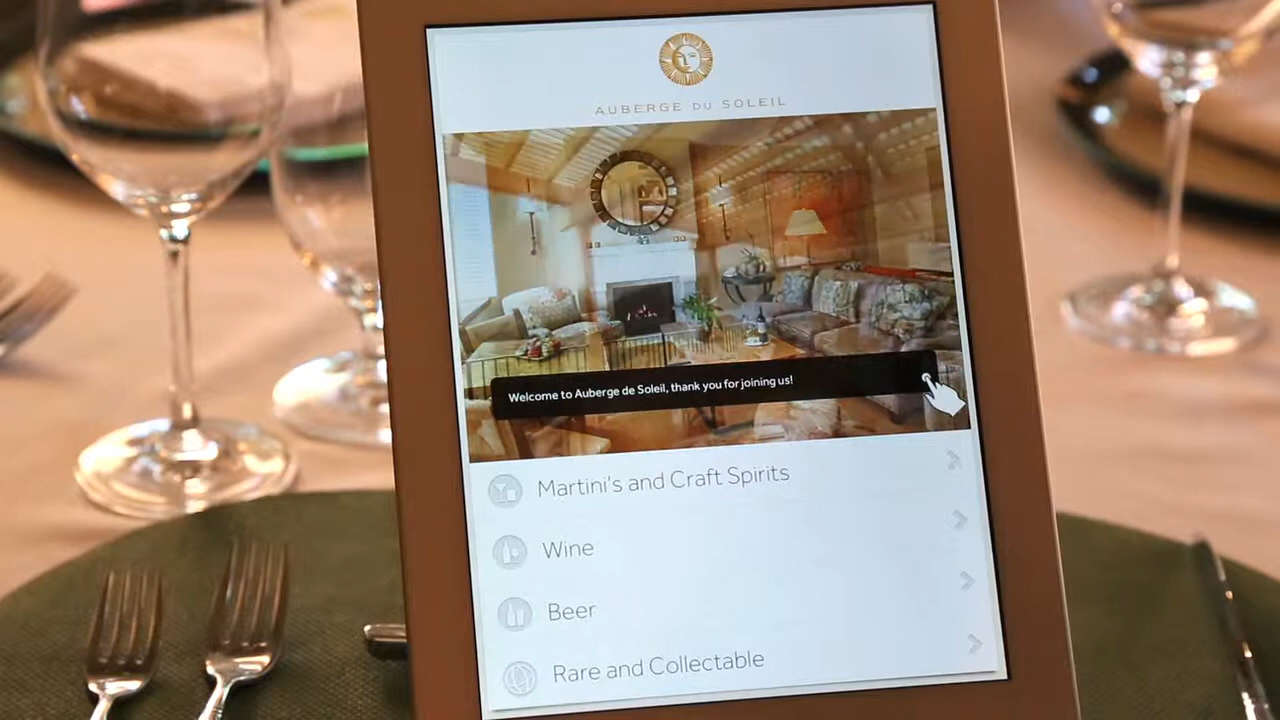 AUBERGE DU SOLEIL
Welcome to Auberge de Soleil, thank you for joining us!
Martini's and Craft Spirits
Wine
Beer
Rare and Collectable